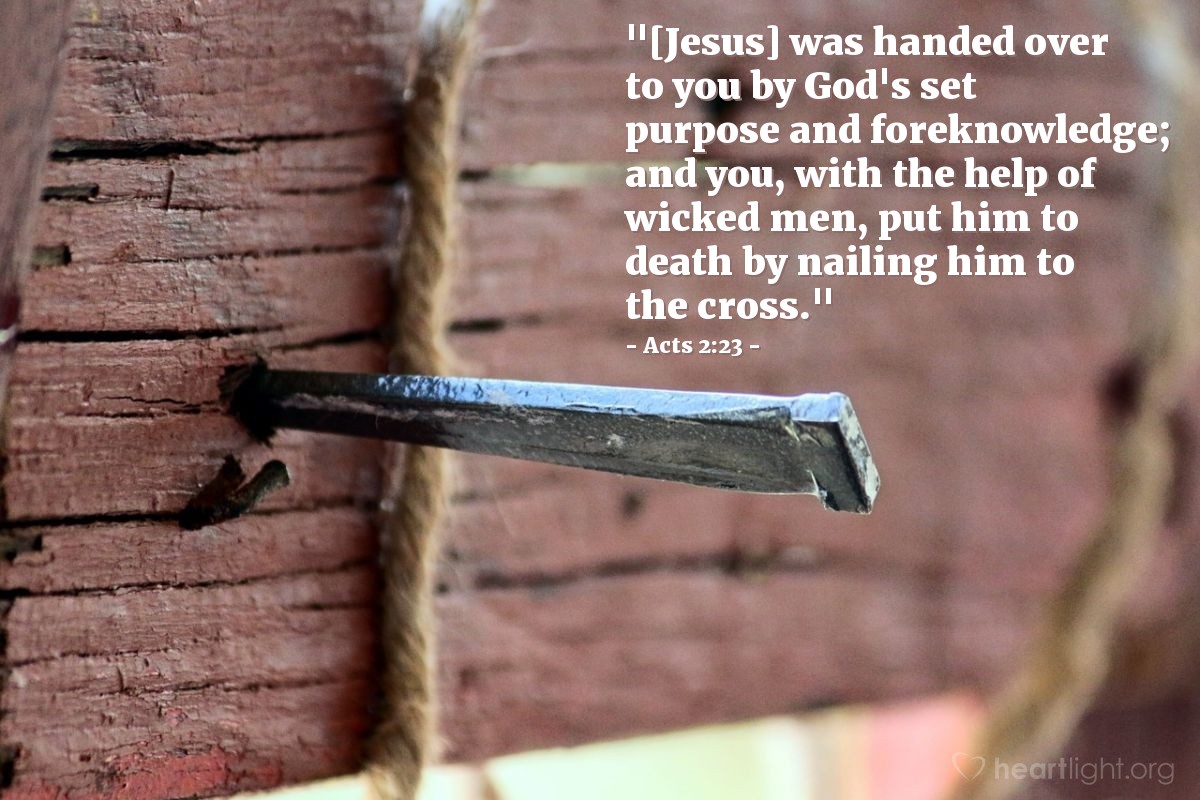 "[Jesus] was handed over
to you by God's set
purpose and foreknowledge;
and you, with the help of
wicked men, put him to
death by nailing him to
the cross."
- Acts 2:23 -
heartlight.org